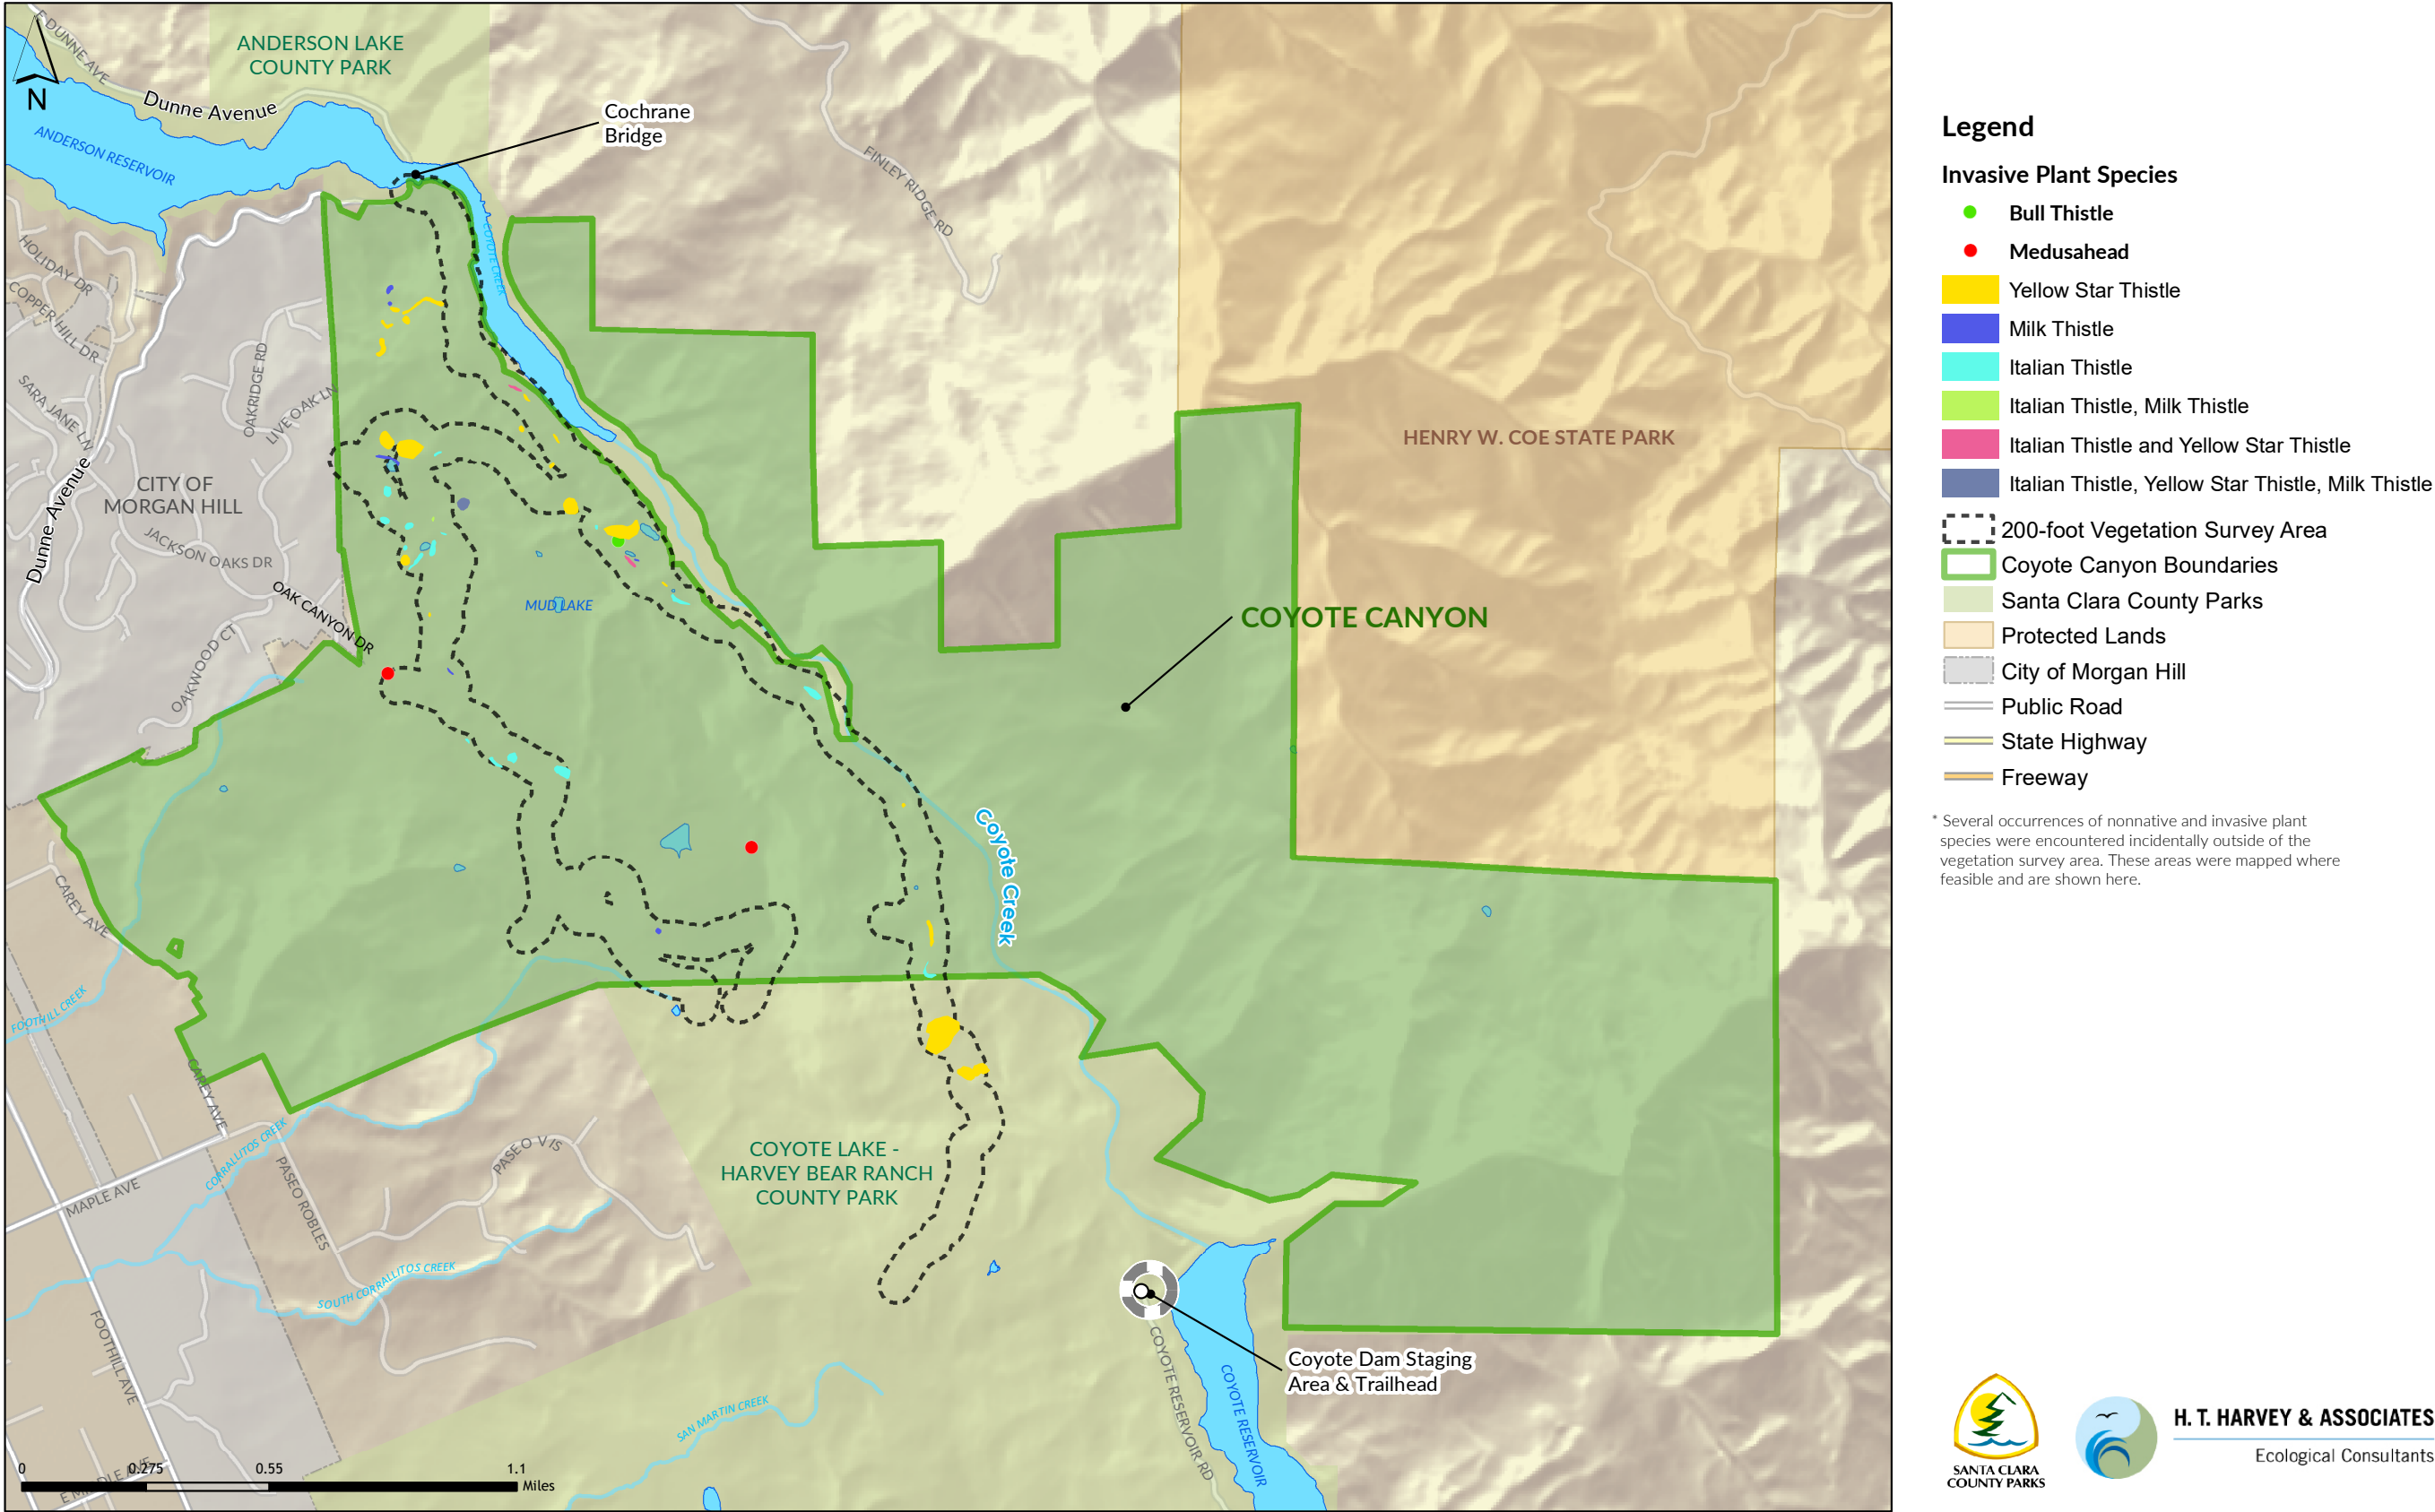 ANDERSON LAKE
COUNTY PARK
E DUNNE AVE
N
Dunne Avenue
ANDERSON RESERVOIR
Cochrane
Bridge
FINLEY RIDGE RD
COYOTE CREEK
HOLIDAY DR
COPPER HILL DR
SARA JANE LN
OAKRIDGE RD
LIVE OAK LN
Dunne Avenue
CITY OF
MORGAN HILL
JACKSON OAKS DR
OAK CANYON DR
OAKWOOD CT
MUD LAKE
HENRY W. COE STATE PARK
COYOTE CANYON
Coyote Creek
CAREY AVE
FOOTHILL CREEK
CAREY AVE
CORRALITOS CREEK
MAPLE AVE
PASEO ROBLES
PASEO VIS
SOUTH CORRALLITOS CREEK
FOOTHILL AVE
COYOTE LAKE -
HARVEY BEAR RANCH
COUNTY PARK
SAN MARTIN CREEK
Coyote Dam Staging
Area & Trailhead
COYOTE RESERVOIR RD
COYOTE RESERVOIR
0 0.275 0.55 1.1
Miles
Legend
Invasive Plant Species
Bull Thistle
Medusahead
Yellow Star Thistle
Milk Thistle
Italian Thistle
Italian Thistle, Milk Thistle
Italian Thistle and Yellow Star Thistle
Italian Thistle, Yellow Star Thistle, Milk Thistle
200-foot Vegetation Survey Area
Coyote Canyon Boundaries
Santa Clara County Parks
Protected Lands
City of Morgan Hill
Public Road
State Highway
Freeway
* Several occurrences of nonnative and invasive plant
species were encountered incidentally outside of the
vegetation survey area. These areas were mapped where
feasible and are shown here.
SANTA CLARA
COUNTY PARKS
H. T. HARVEY & ASSOCIATES
Ecological Consultants